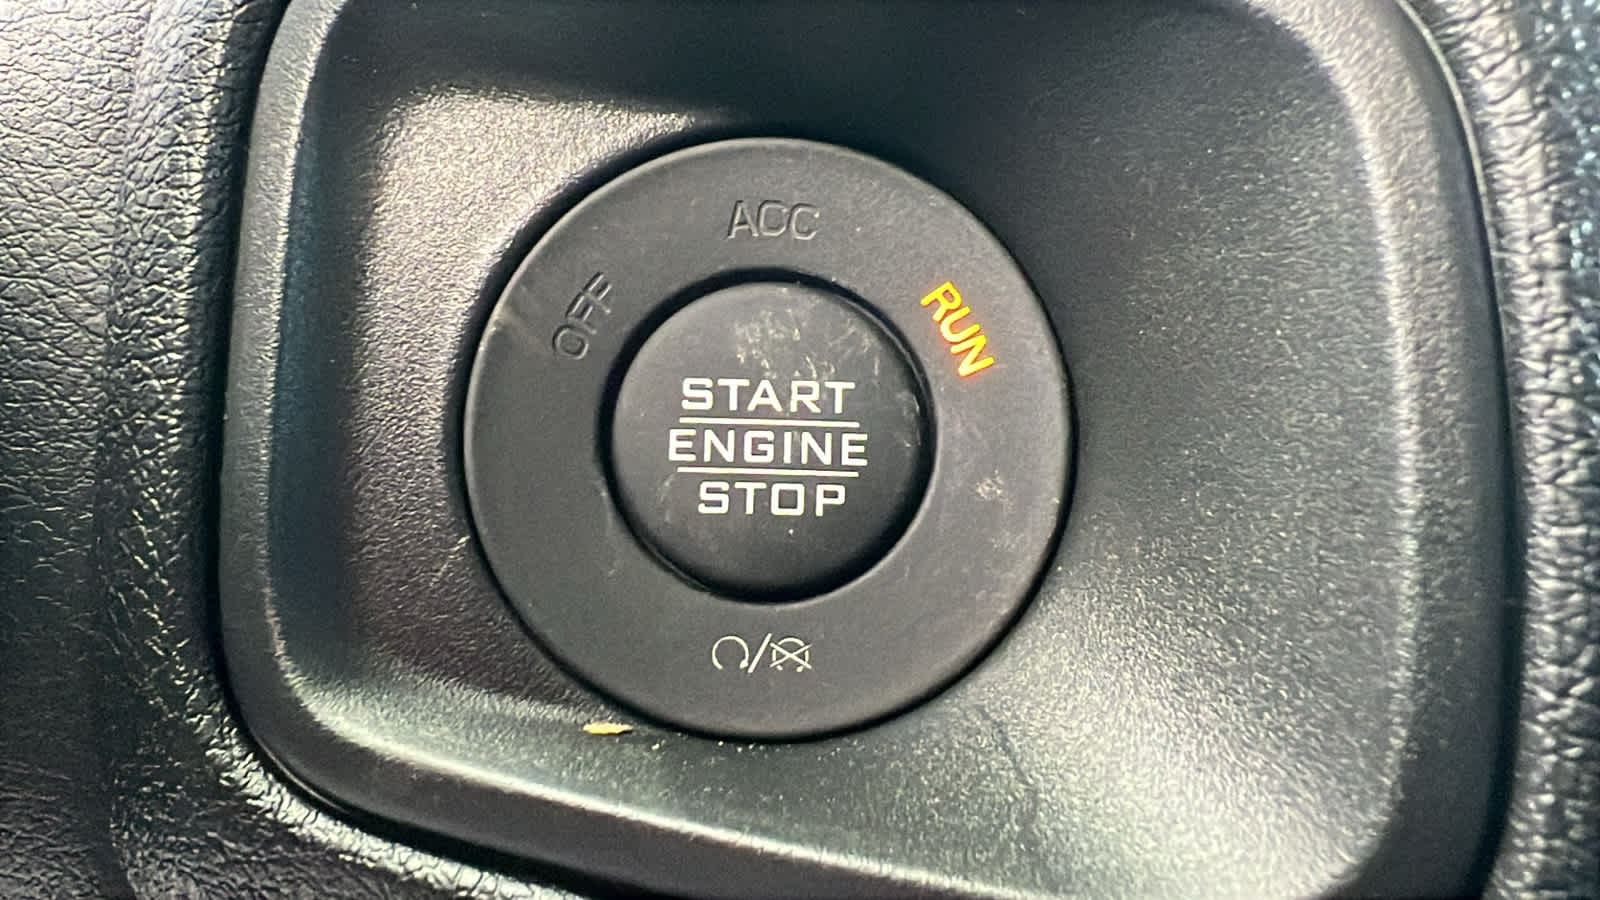 OFF
ACC
RUN
START
ENGINE
STOP